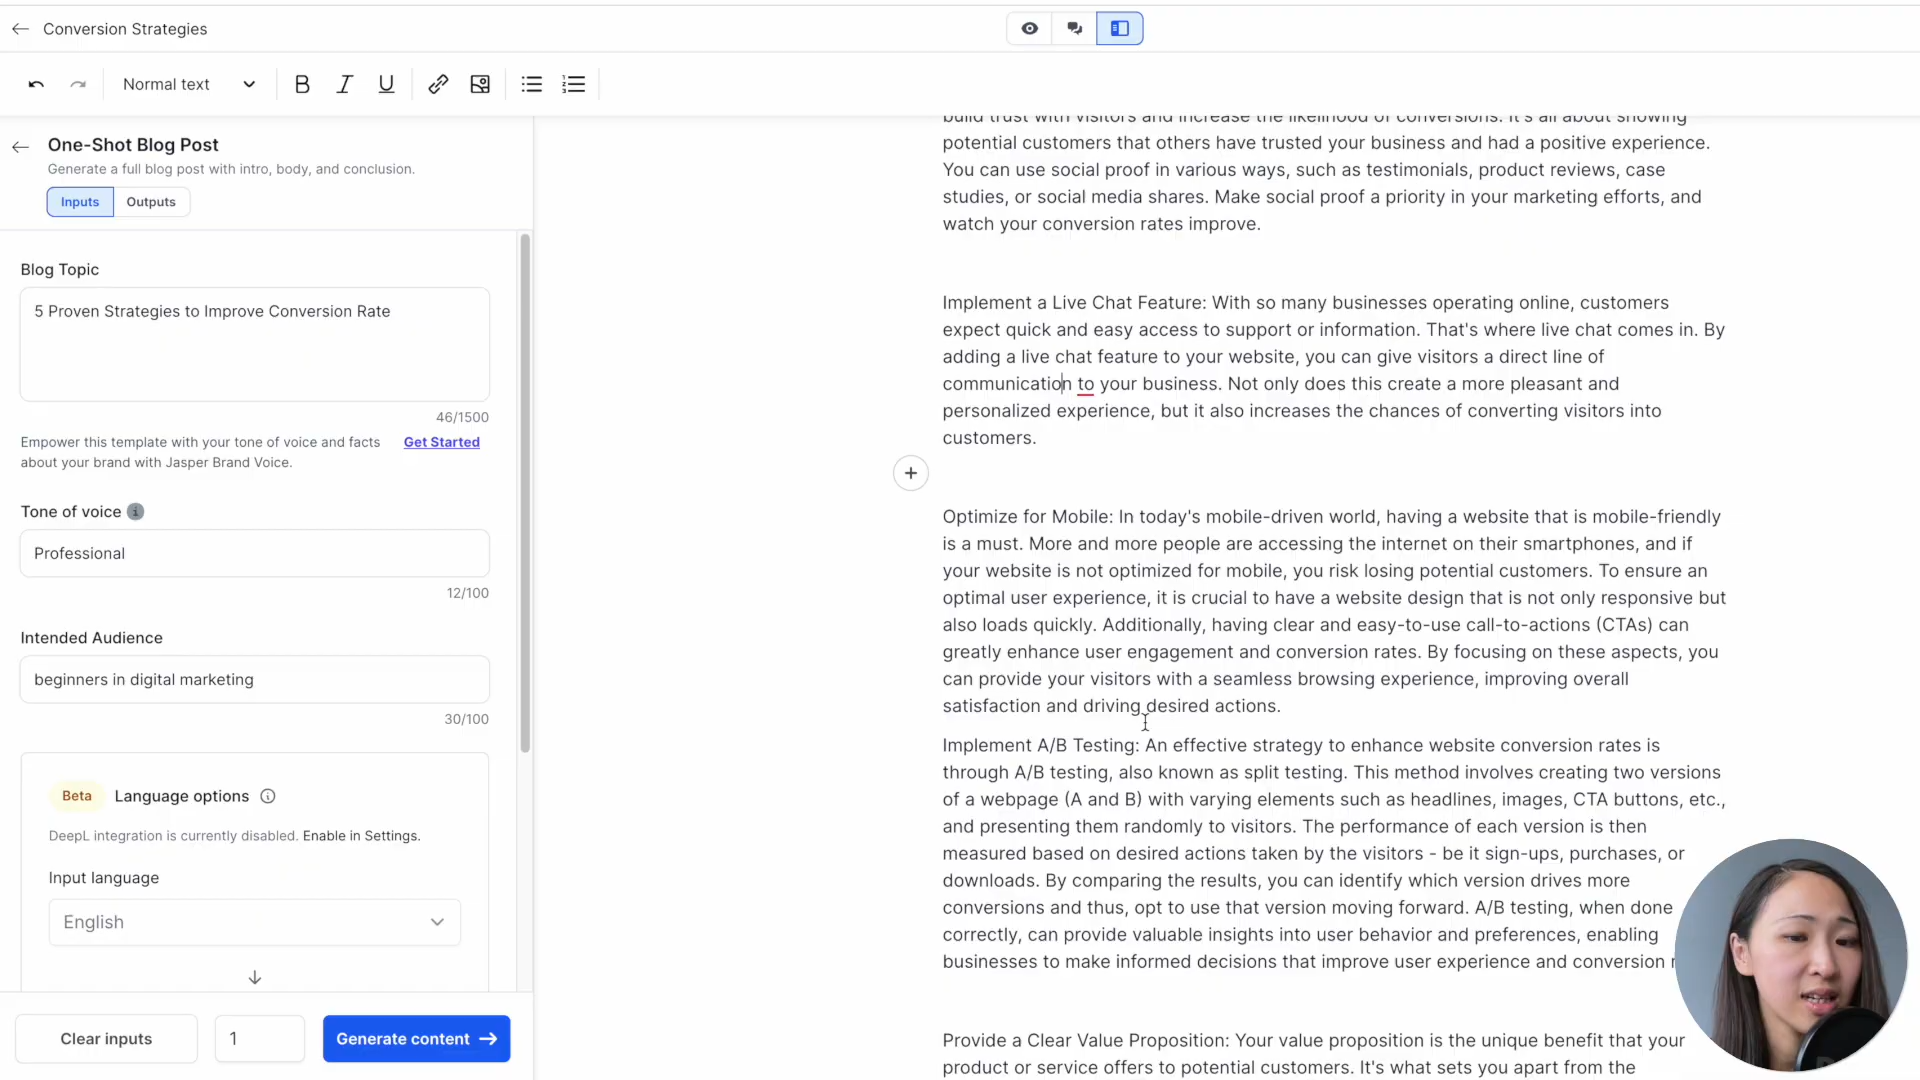 Conversion Strategies
Normal text
One-Shot Blog Post
Generate a full blog post with intro, body, and conclusion.
Inputs
Outputs
Blog Topic
5 Proven Strategies to Improve Conversion Rate
46/1500
Empower this template with your tone of voice and facts
about your brand with Jasper Brand Voice.
Get Started
Tone of voice
Professional
12/100
Intended Audience
beginners in digital marketing
30/100
Beta
Language options
DeepL integration is currently disabled. Enable in Settings.
Input language
English
Clear inputs
1
Generate content
build trust with visitors and increase the likelihood of conversions. It's all about showing
potential customers that others have trusted your business and had a positive experience.
You can use social proof in various ways, such as testimonials, product reviews, case
studies, or social media shares. Make social proof a priority in your marketing efforts, and
watch your conversion rates improve.
Implement a Live Chat Feature: With so many businesses operating online, customers
expect quick and easy access to support or information. That's where live chat comes in. By
adding a live chat feature to your website, you can give visitors a direct line of
communication to your business. Not only does this create a more pleasant and
personalized experience, but it also increases the chances of converting visitors into
customers.
Optimize for Mobile: In today's mobile-driven world, having a website that is mobile-friendly
is a must. More and more people are accessing the internet on their smartphones, and if
your website is not optimized for mobile, you risk losing potential customers. To ensure an
optimal user experience, it is crucial to have a website design that is not only responsive but
also loads quickly. Additionally, having clear and easy-to-use call-to-actions (CTAs) can
greatly enhance user engagement and conversion rates. By focusing on these aspects, you
can provide your visitors with a seamless browsing experience, improving overall
satisfaction and driving desired actions.
Implement A/B Testing: An effective strategy to enhance website conversion rates is
through A/B testing, also known as split testing. This method involves creating two versions
of a webpage (A and B) with varying elements such as headlines, images, CTA buttons, etc.,
and presenting them randomly to visitors. The performance of each version is then
measured based on desired actions taken by the visitors - be it sign-ups, purchases, or
downloads. By comparing the results, you can identify which version drives more
conversions and thus, opt to use that version moving forward. A/B testing, when done
correctly, can provide valuable insights into user behavior and preferences, enabling
businesses to make informed decisions that improve user experience and conversion
Provide a Clear Value Proposition: Your value proposition is the unique benefit that your
product or service offers to potential customers. It's what sets you apart from the